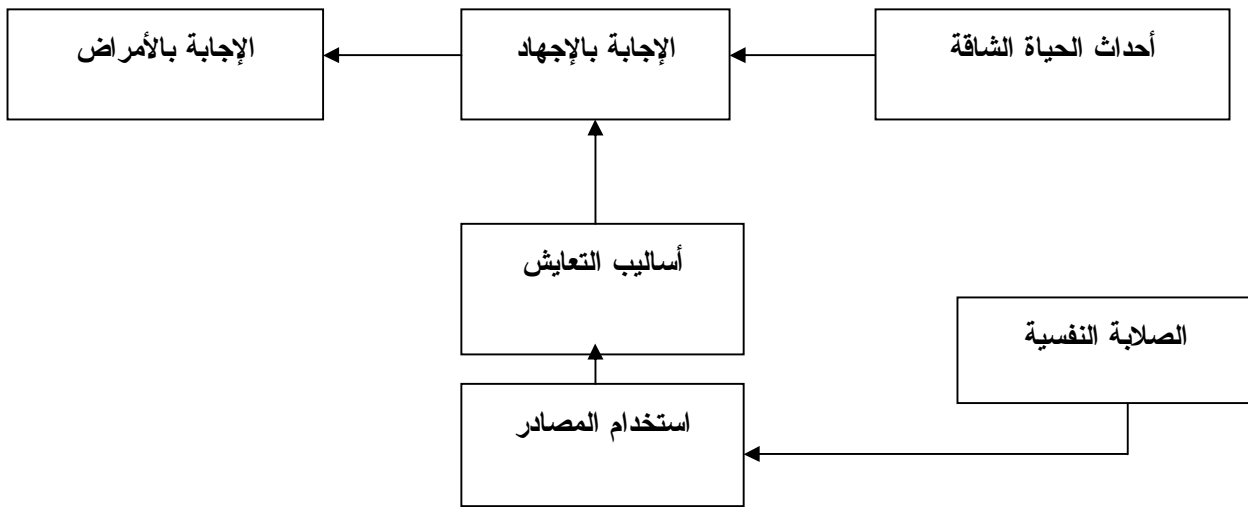 أحداث الحياة الشاقة
الإجابة بالإجهاد
الإجابة بالأمراض
أساليب التعايش
الصلابة النفسية
استخدام المصادر